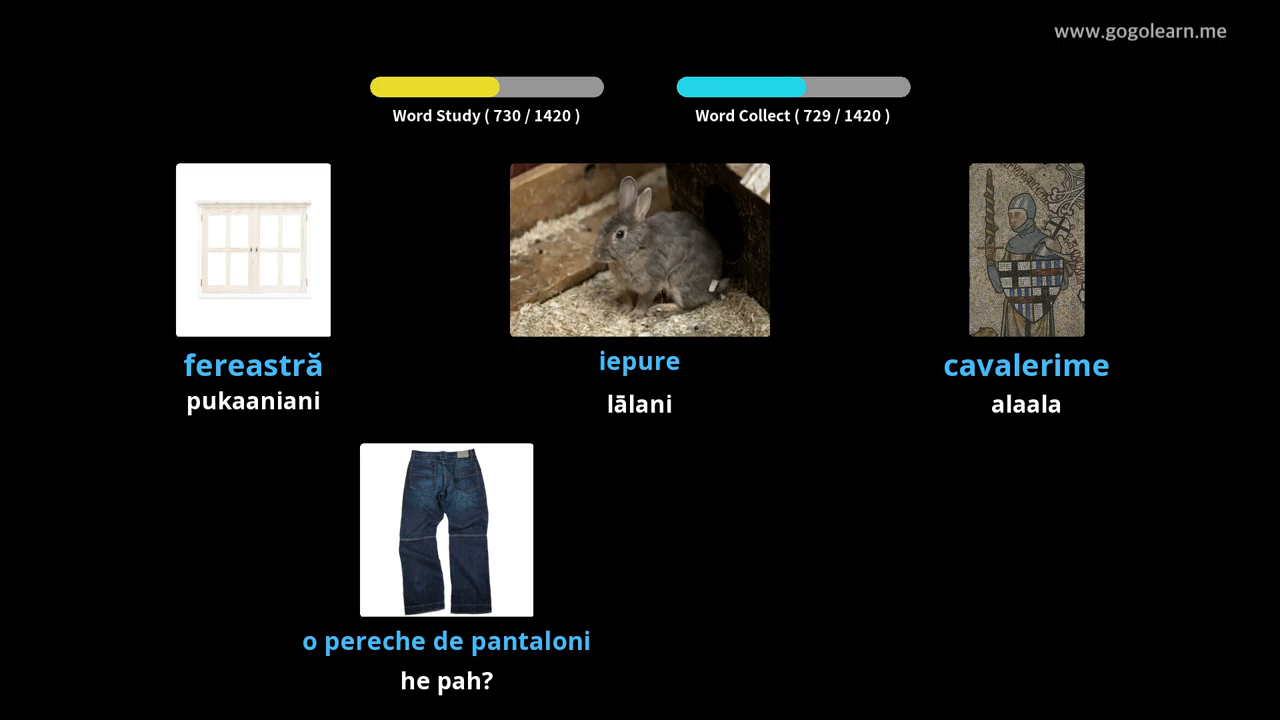 www.gogolearn.me
Word Study ( 730 / 1420 )
Word Collect ( 729 / 1420 )
fereastră
pukaaniani
iepure
lālani
cavalerime
alaala
o pereche de pantaloni
he pah?